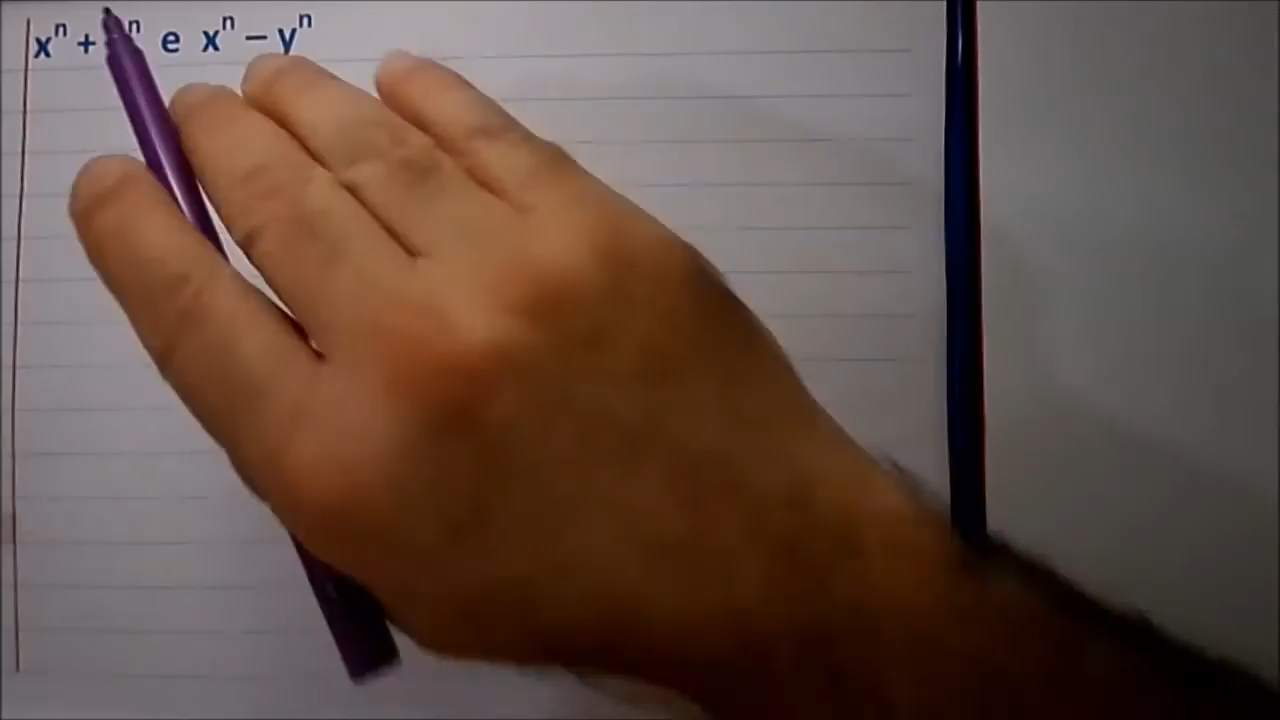 xⁿ + ⁿ e xⁿ – yⁿ